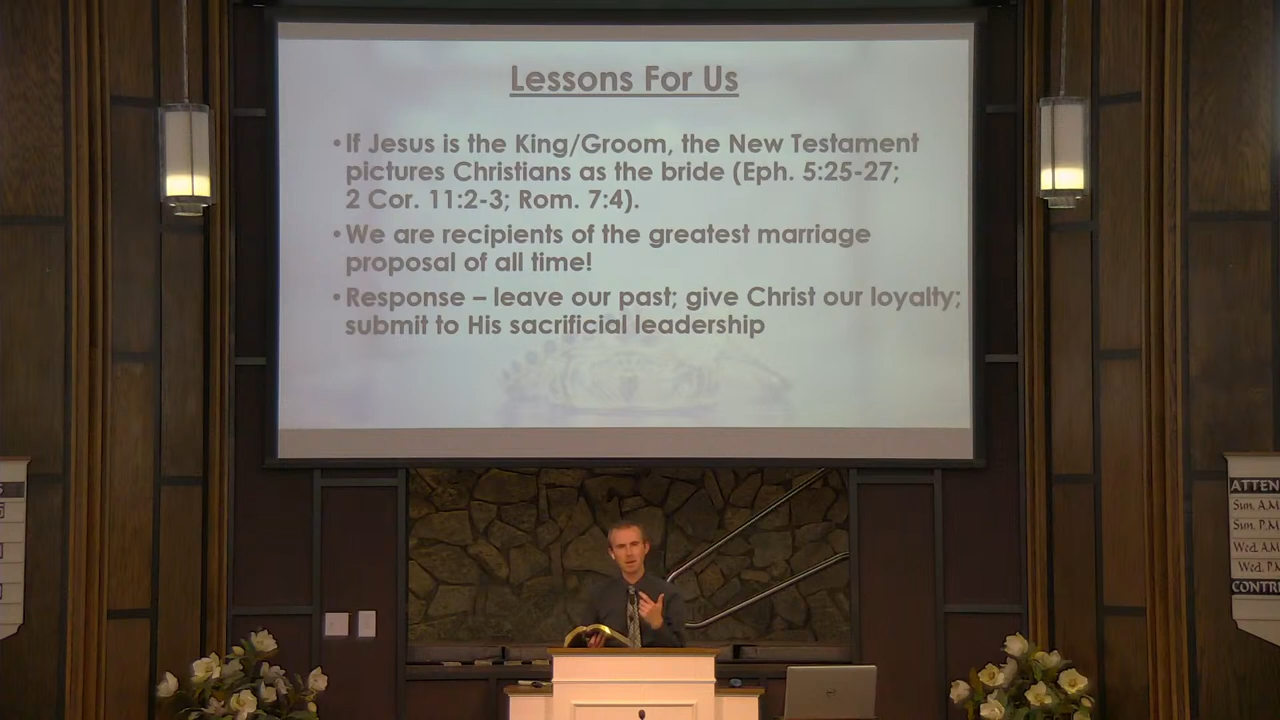 Lessons For Us
• If Jesus is the King/Groom, the New Testament
pictures Christians as the bride (Eph. 5:25-27;
2 Cor. 11:2-3; Rom. 7:4).
• We are recipients of the greatest marriage
proposal of all time!
• Response – leave our past; give Christ our loyalty;
submit to His sacrificial leadership
ATTEN
Sun. A.M
Sun. P.M
Wed. A.M
Wed. P.M
CONTR